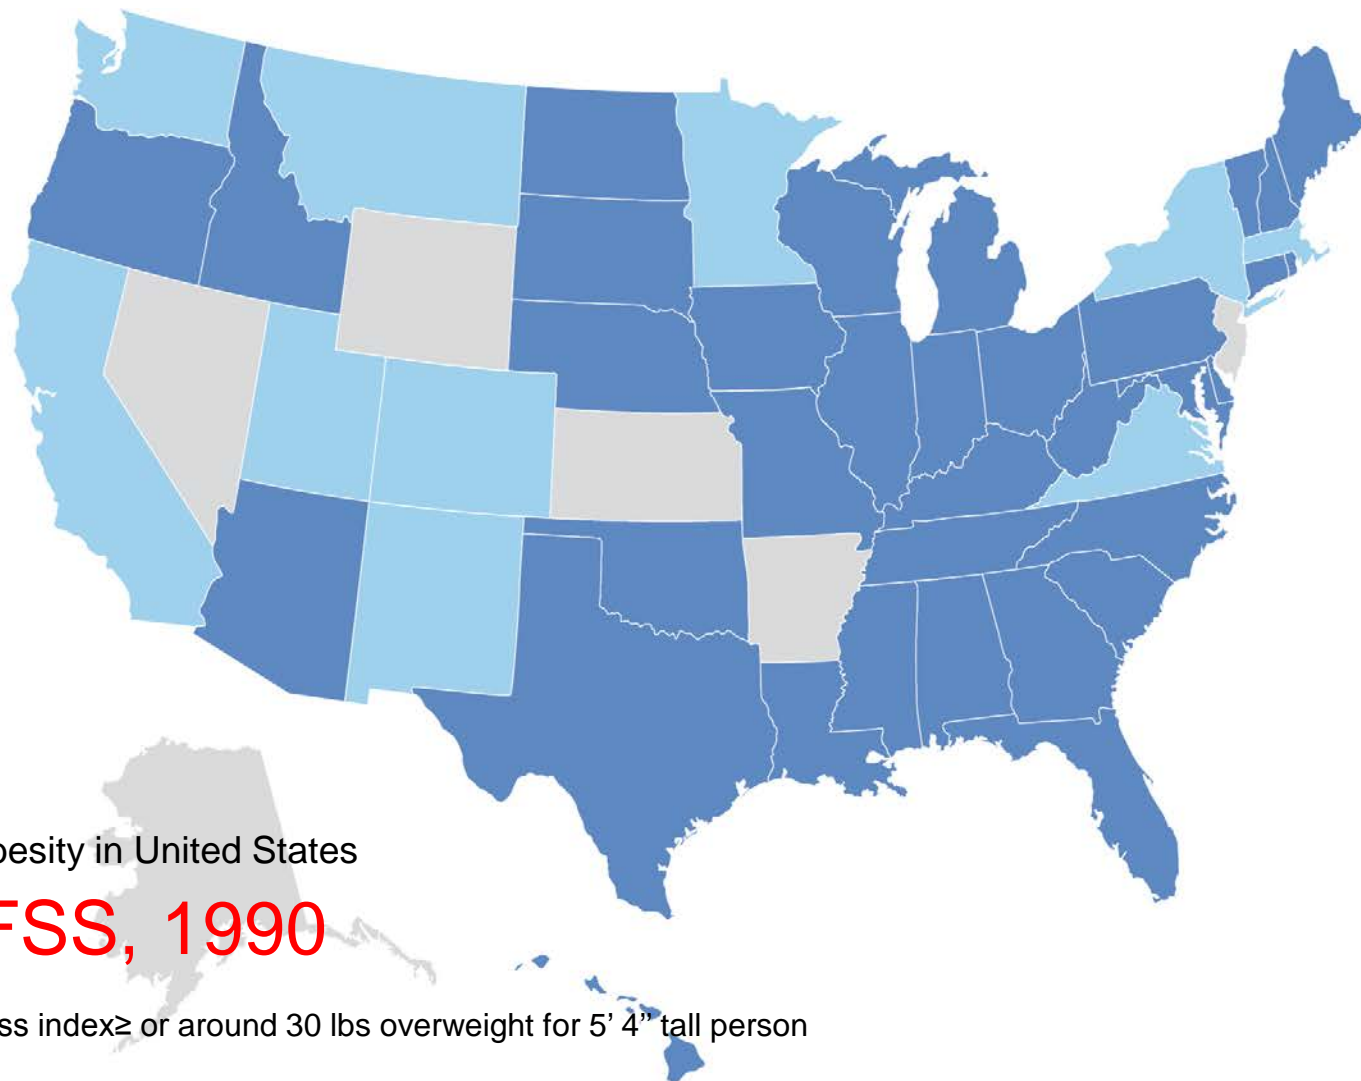 besity in United States
FSS, 1990
ss index≥ or around 30 lbs overweight for 5’ 4” tall person